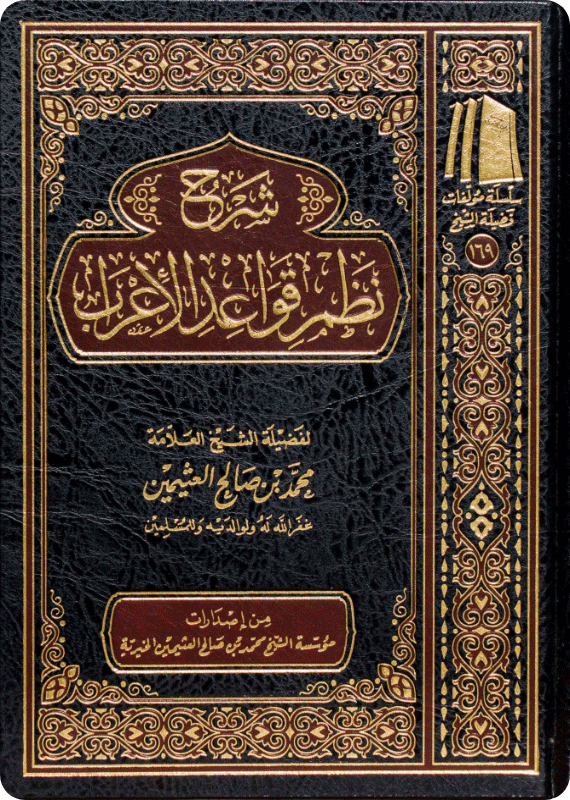 شرح
نظم قواعد الإعراب
لفضيلة الشيخ العلامة
محمد بن صالح العثيمين
غفر الله له ولوالديه وللمسلمين
من إصدارات
مؤسسة الشيخ محمد بن صالح العثيمين الخيرية
سلسلة مؤلفات
فضيلة الشيخ
١٦٩